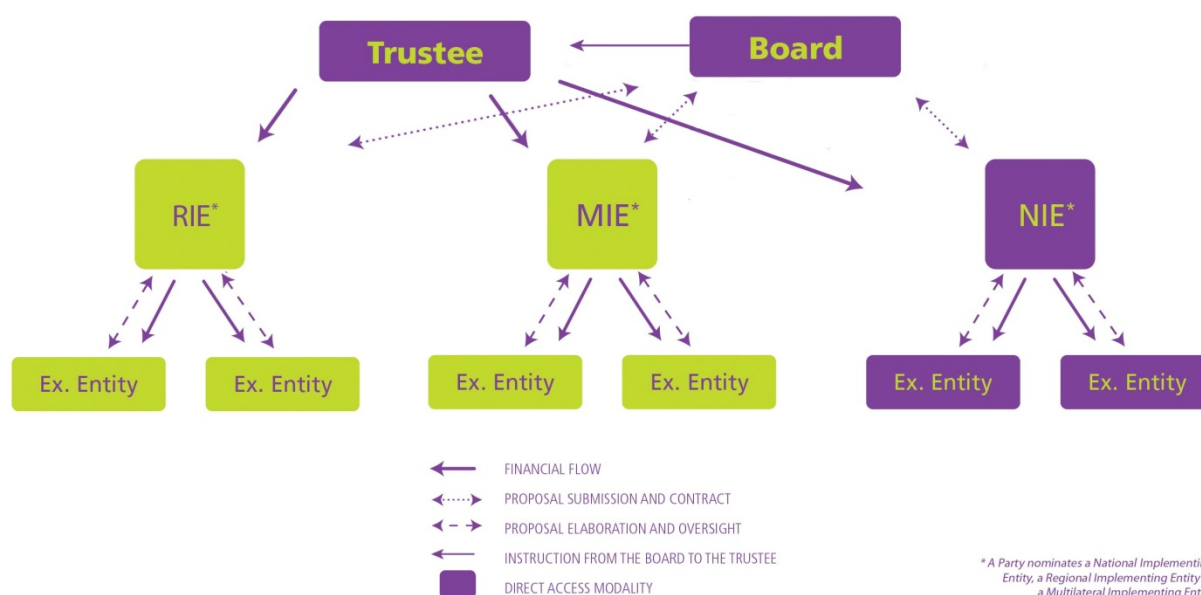 Trustee
Board
RIE*
MIE*
NIE*
Ex. Entity
Ex. Entity
Ex. Entity
Ex. Entity
Ex. Entity
Ex. Entity
FINANCIAL FLOW
PROPOSAL SUBMISSION AND CONTRACT
PROPOSAL ELABORATION AND OVERSIGHT
INSTRUCTION FROM THE BOARD TO THE TRUSTEE
DIRECT ACCESS MODALITY
* A Party nominates a National Implementin
Entity, a Regional Implementing Entity
a Multilateral Implementing Ent